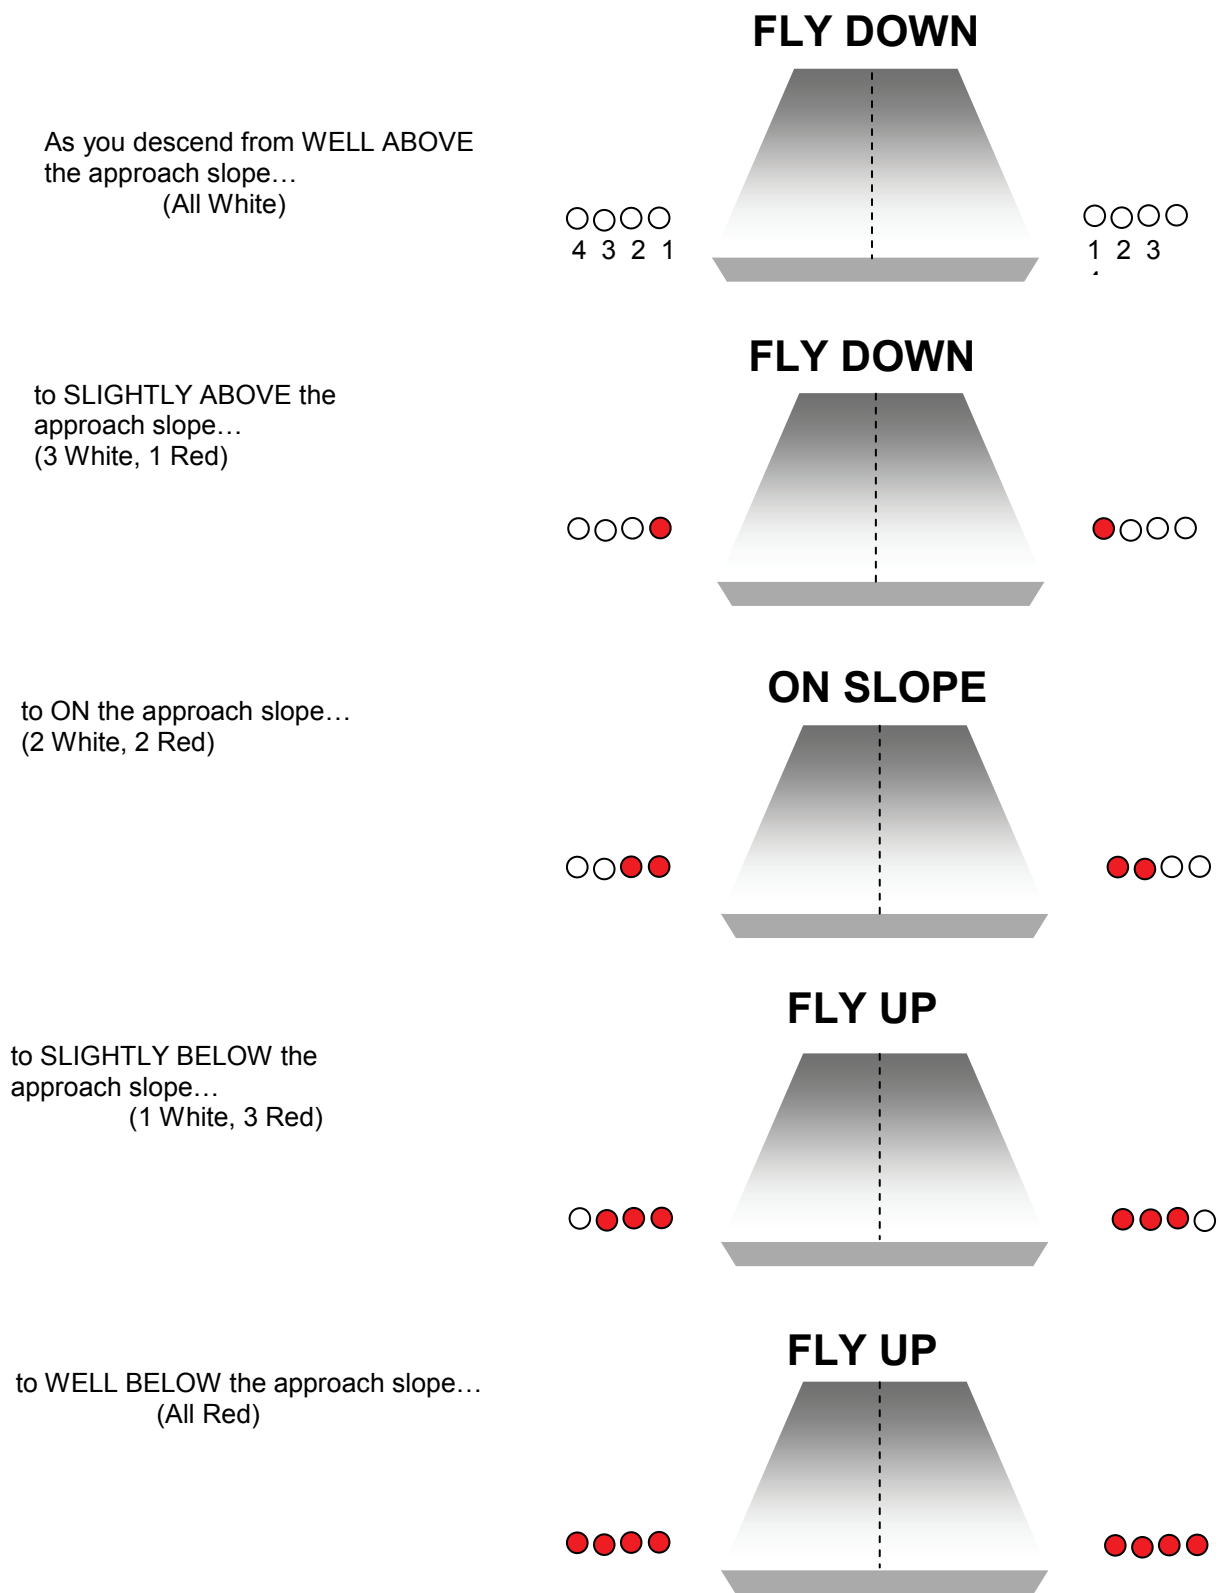 FLY DOWN
As you descend from WELL ABOVE
the approach slope…
(All White)
4 3 2 1
1 2 3
FLY DOWN
to SLIGHTLY ABOVE the
approach slope…
(3 White, 1 Red)
ON SLOPE
to ON the approach slope…
(2 White, 2 Red)
FLY UP
to SLIGHTLY BELOW the
approach slope…
(1 White, 3 Red)
FLY UP
to WELL BELOW the approach slope…
(All Red)